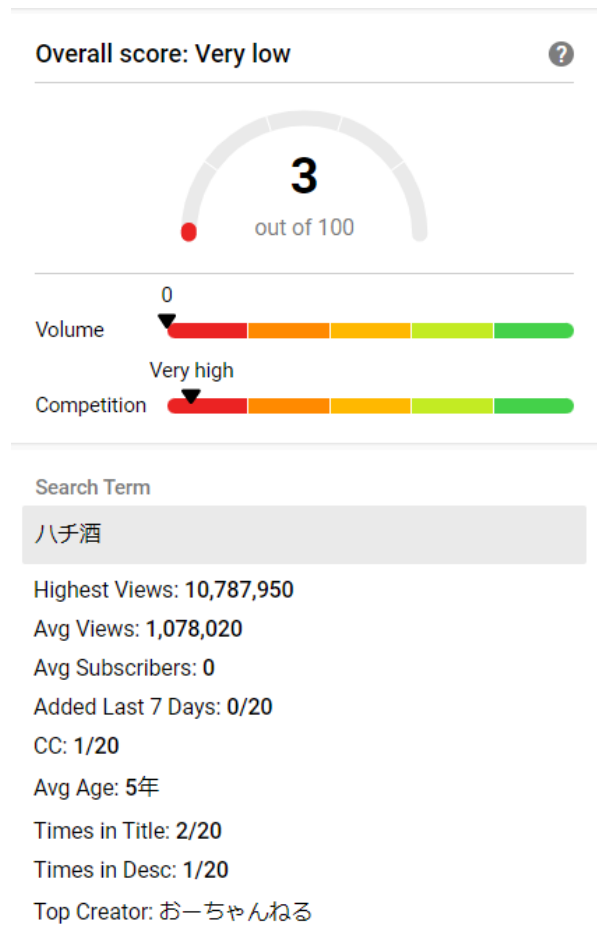 Overall score: Very low
?
3
out of 100
0
Volume
Very high
Competition
Search Term
ハチ酒
Highest Views: 10,787,950
Avg Views: 1,078,020
Avg Subscribers: 0
Added Last 7 Days: 0/20
CC: 1/20
Avg Age: 5年
Times in Title: 2/20
Times in Desc: 1/20
Top Creator: おーちゃんねる